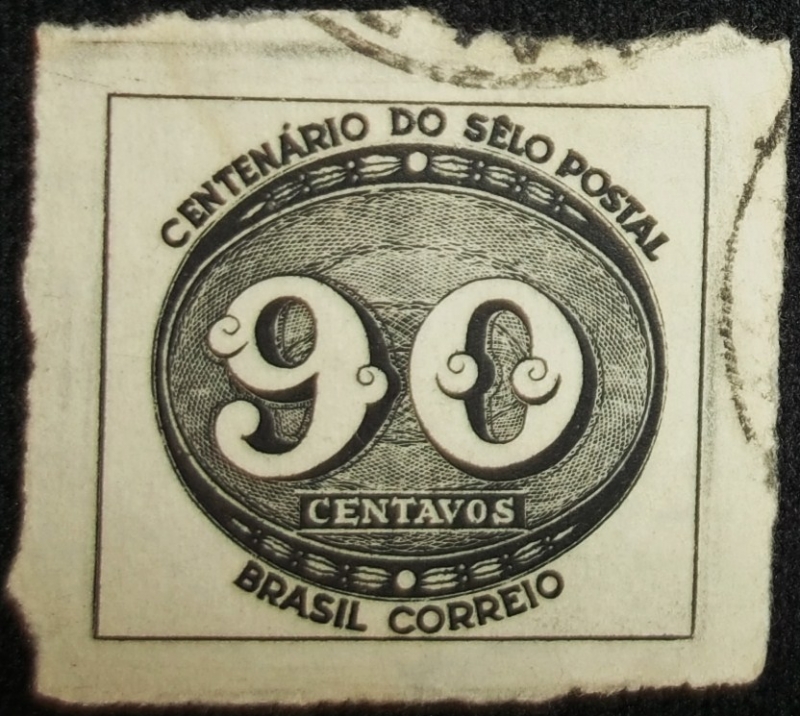 CENTENÁRIO DO SÊLO POSTAL
90
CENTAVOS
BRASIL CORREIO